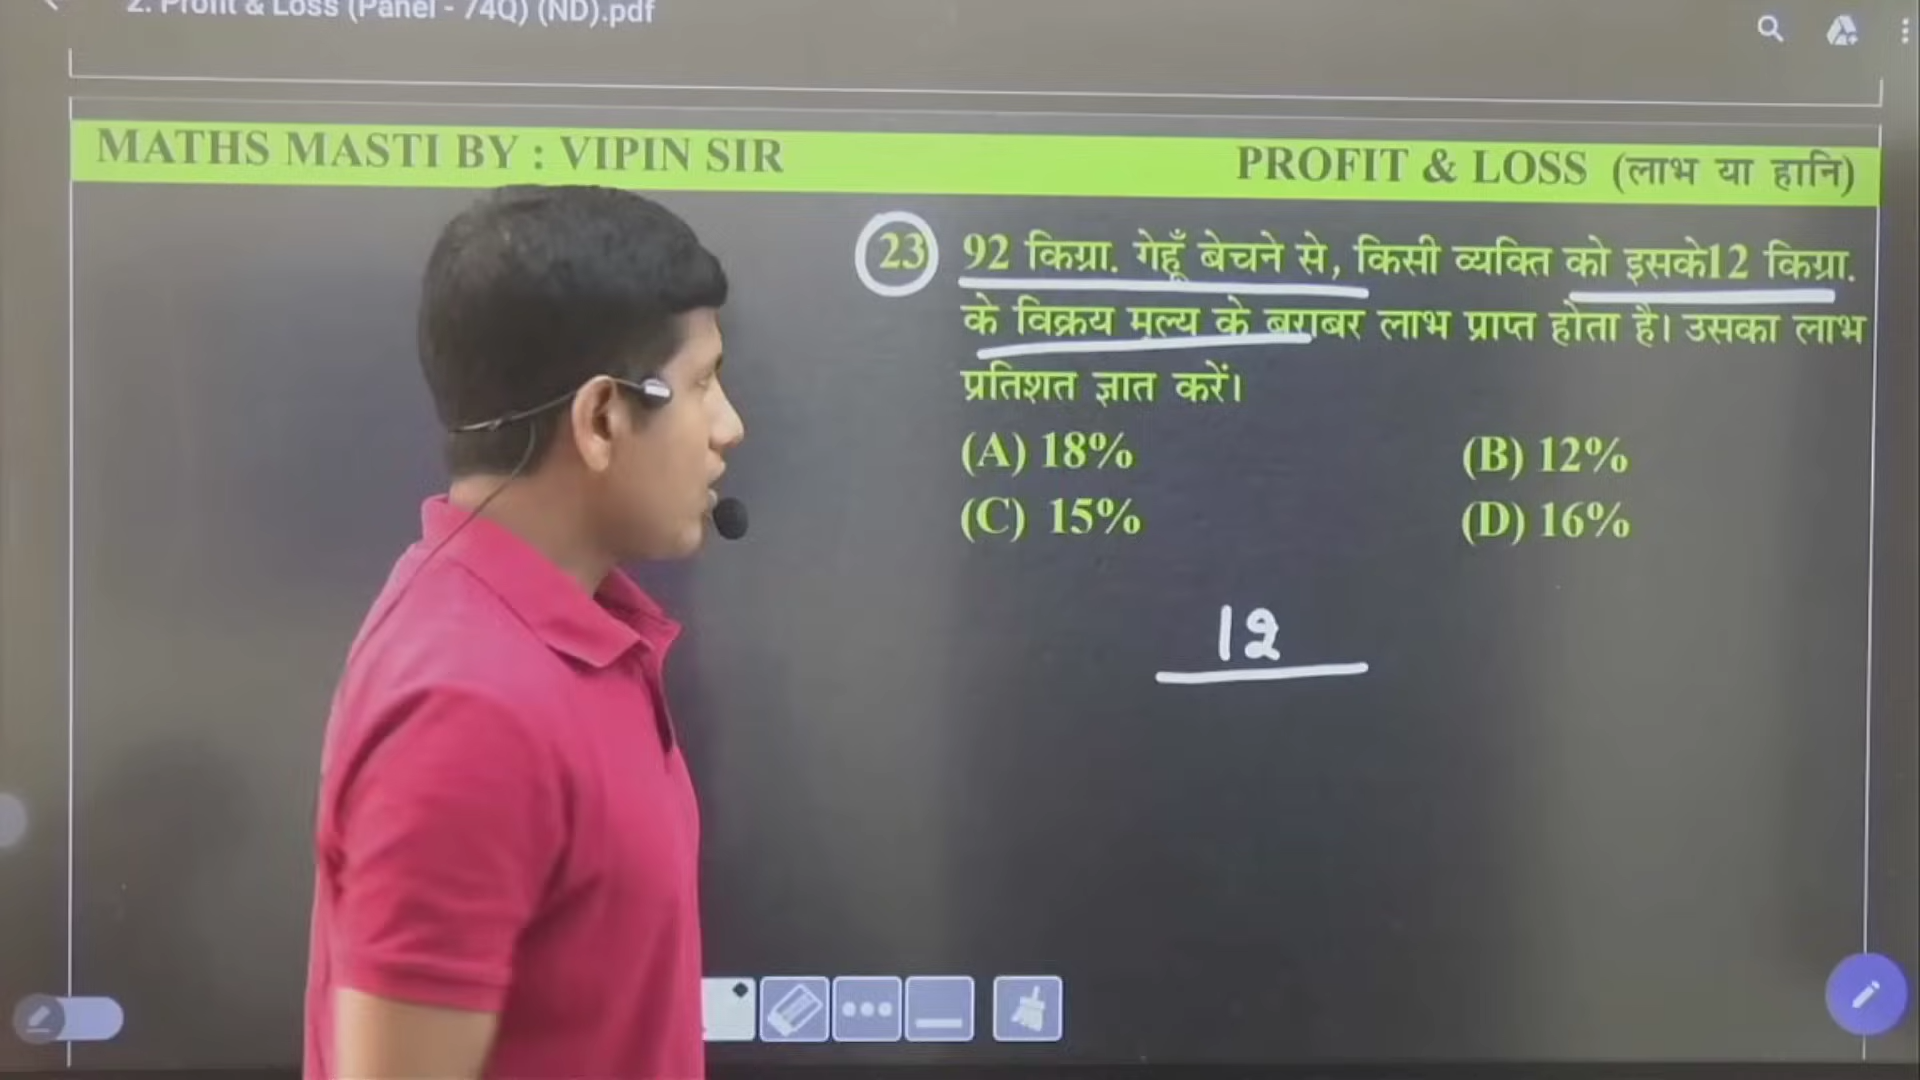 2. Profit & Loss (Panel - 74Q) (ND).pdf
MATHS MASTI BY : VIPIN SIR
PROFIT & LOSS (लाभ या हानि)
23 92 किग्रा. गेहूँ बेचने से, किसी व्यक्ति को इसके12 किग्रा.
के विक्रय मूल्य के बराबर लाभ प्राप्त होता है। उसका लाभ
प्रतिशत ज्ञात करें।
(A) 18% (B) 12%
(C) 15% (D) 16%
12